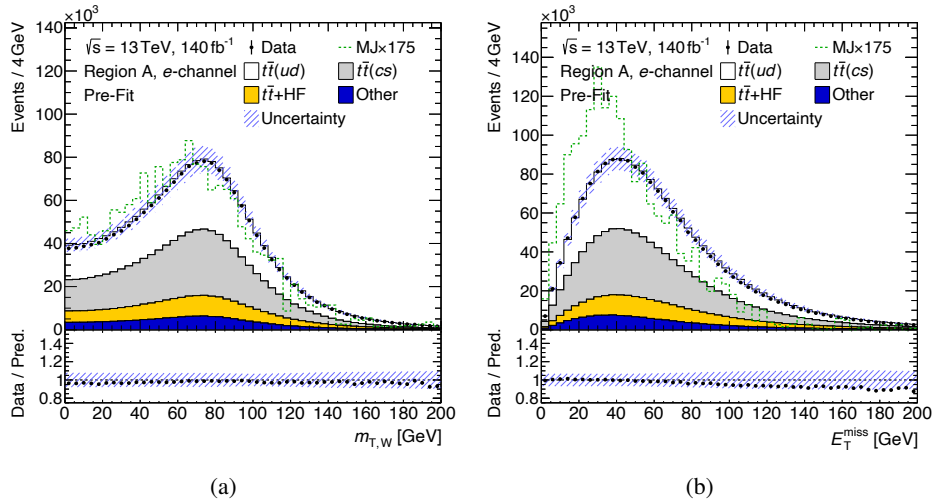 ×10³
Events / 4 GeV
140
120
100
80
60
40
20
0
√s = 13 TeV, 140 fb⁻¹
Region A, e-channel
Pre-Fit
Data
MJ×175
tt̄(ud)
tt̄(cs)
tt̄+HF
Other
Uncertainty
Data / Pred.
1.4
1.2
1
0.8
0 20 40 60 80 100 120 140 160 180 200
m_T,W [GeV]
(a)
×10³
Events / 4 GeV
160
140
120
100
80
60
40
20
0
√s = 13 TeV, 140 fb⁻¹
Region A, e-channel
Pre-Fit
Data
MJ×175
tt̄(ud)
tt̄(cs)
tt̄+HF
Other
Uncertainty
Data / Pred.
1.4
1.2
1
0.8
0 20 40 60 80 100 120 140 160 180 200
E_T^miss [GeV]
(b)